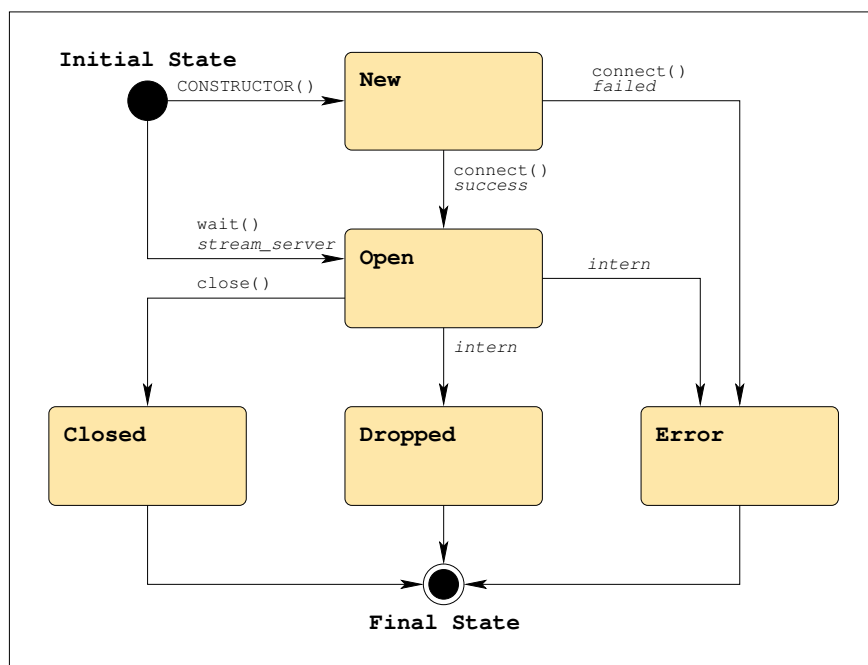 Initial State
CONSTRUCTOR()
New
connect()
failed
connect()
success
wait()
stream_server
Open
intern
close()
intern
Closed
Dropped
Error
Final State